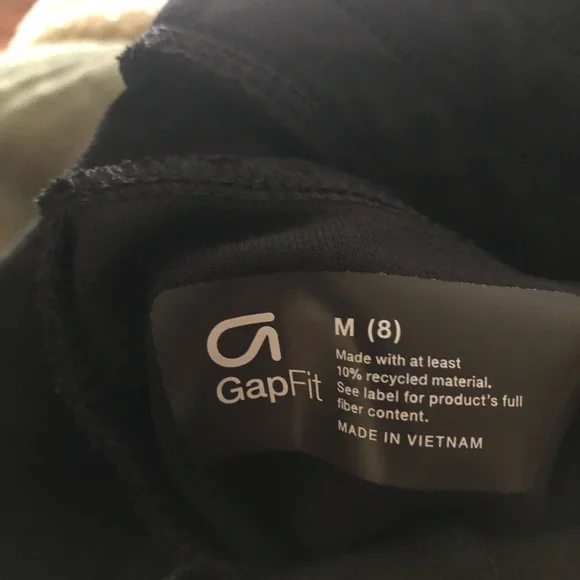 GapFit
M (8)
Made with at least
10% recycled material.
See label for product's full
fiber content.
MADE IN VIETNAM